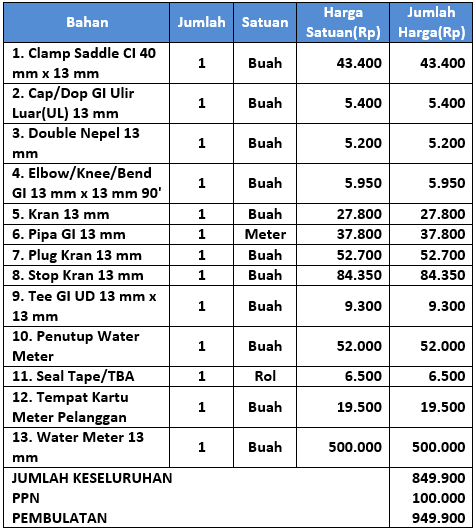 Bahan Jumlah Satuan Harga Satuan(Rp) Jumlah Harga(Rp)
1. Clamp Saddle CI 40
mm x 13 mm 1 Buah 43.400 43.400
2. Cap/Dop GI Ulir
Luar(UL) 13 mm 1 Buah 5.400 5.400
3. Double Nepel 13
mm 1 Buah 5.200 5.200
4. Elbow/Knee/Bend
GI 13 mm x 13 mm 90' 1 Buah 5.950 5.950
5. Kran 13 mm 1 Buah 27.800 27.800
6. Pipa GI 13 mm 1 Meter 37.800 37.800
7. Plug Kran 13 mm 1 Buah 52.700 52.700
8. Stop Kran 13 mm 1 Buah 84.350 84.350
9. Tee GI UD 13 mm x
13 mm 1 Buah 9.300 9.300
10. Penutup Water
Meter 1 Buah 52.000 52.000
11. Seal Tape/TBA 1 Rol 6.500 6.500
12. Tempat Kartu
Meter Pelanggan 1 Buah 19.500 19.500
13. Water Meter 13
mm 1 Buah 500.000 500.000
JUMLAH KESELURUHAN 849.900
PPN 100.000
PEMBULATAN 949.900